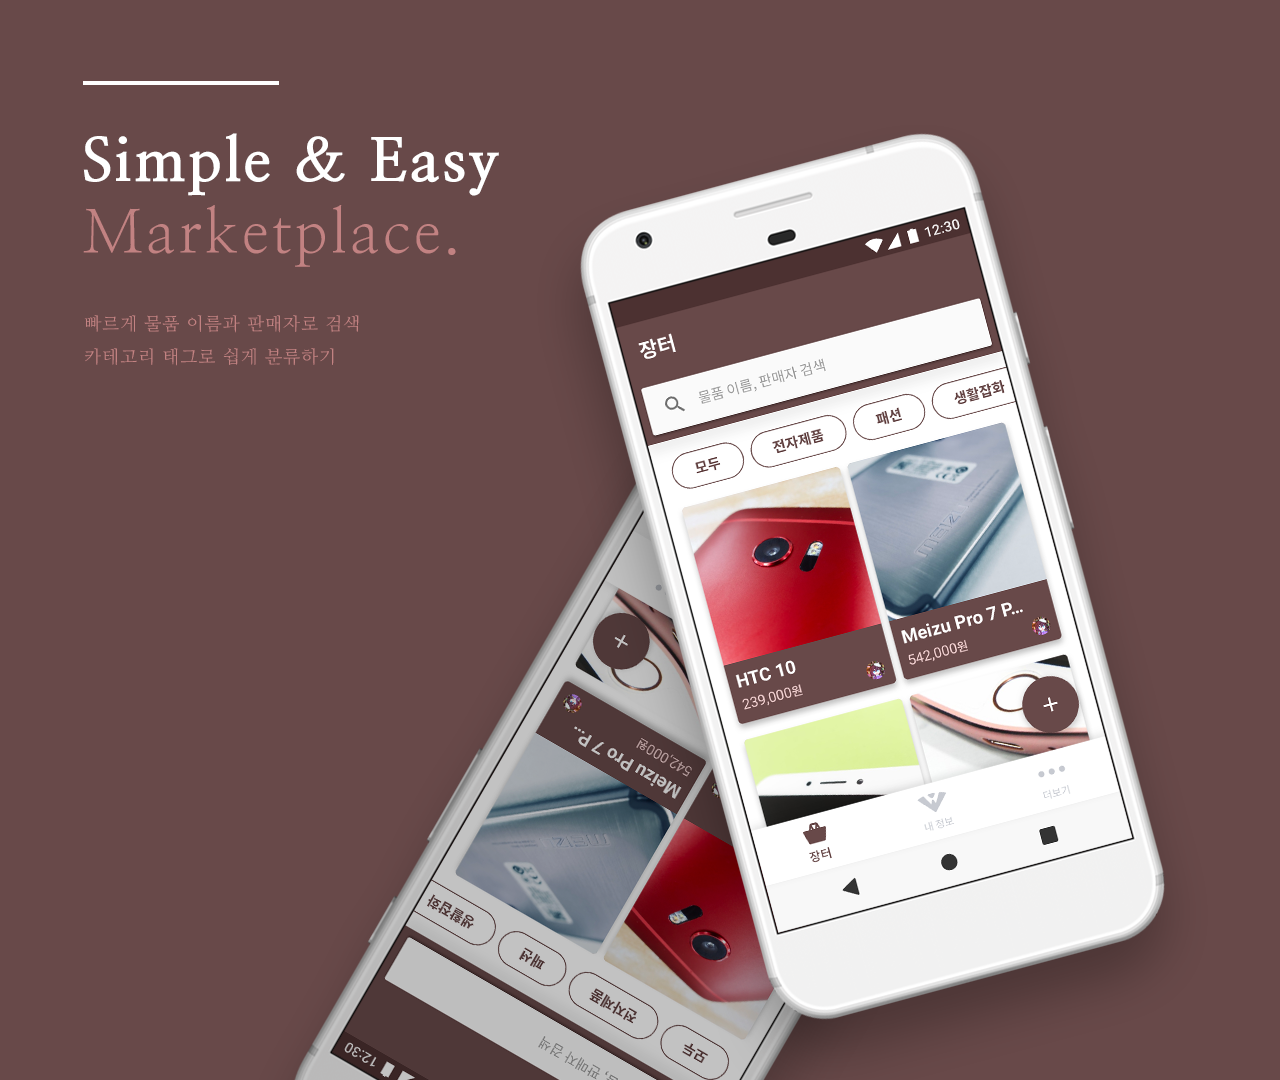 Simple & Easy
Marketplace.
빠르게 물품 이름과 판매자로 검색
카테고리 태그로 쉽게 분류하기
12:30
장터
물품 이름, 판매자 검색
모두
전자제품
패션
생활잡화
MEIZU
HTC 10
239,000원
Meizu Pro 7 P...
542,000원
+
장터
내 정보
더보기
+
Meizu Pro 7 P...
542,000원
MEIZU
생활잡화
패션
전자제품
모두
판매자 검색
12:30